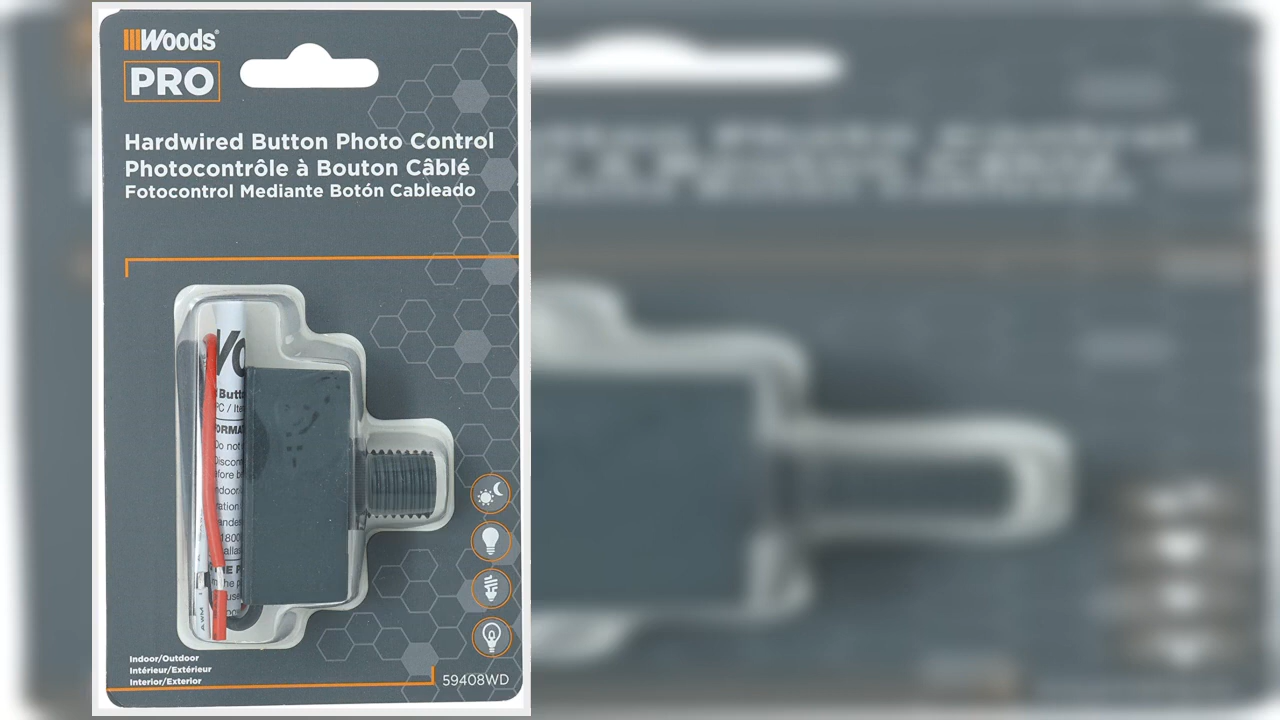 Woods®
PRO
Hardwired Button Photo Control
Photocontrôle à Bouton Câblé
Fotocontrol Mediante Botón Cableado
AWM
Indoor/Outdoor
Intérieur/Extérieur
Interior/Exterior
59408WD